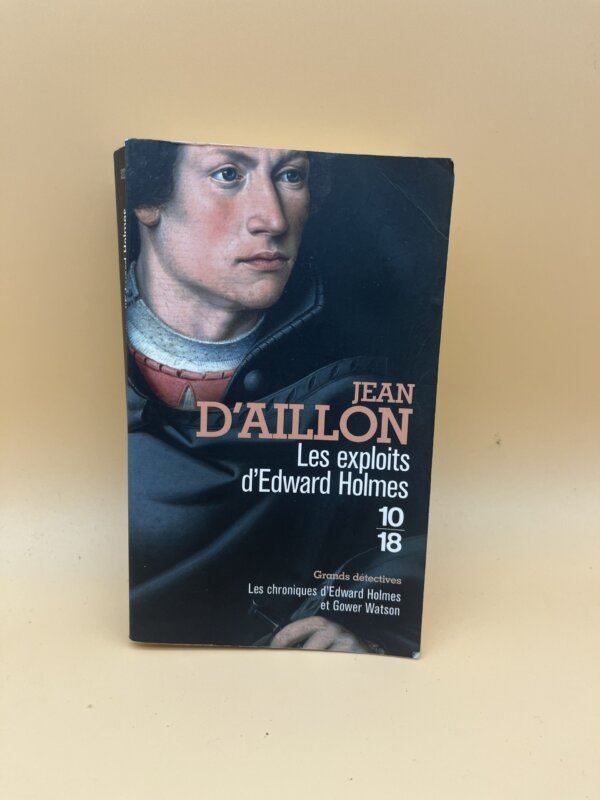 JEAN
D'AILLON
Les exploits
d'Edward Holmes
10
18
Grands détectives
Les chroniques d'Edward Holmes
et Gower Watson